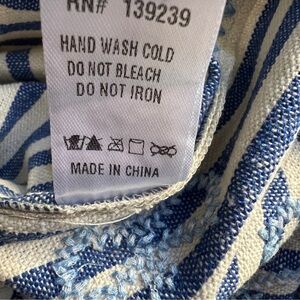 RN# 139239
HAND WASH COLD
DO NOT BLEACH
DO NOT IRON
MADE IN CHINA